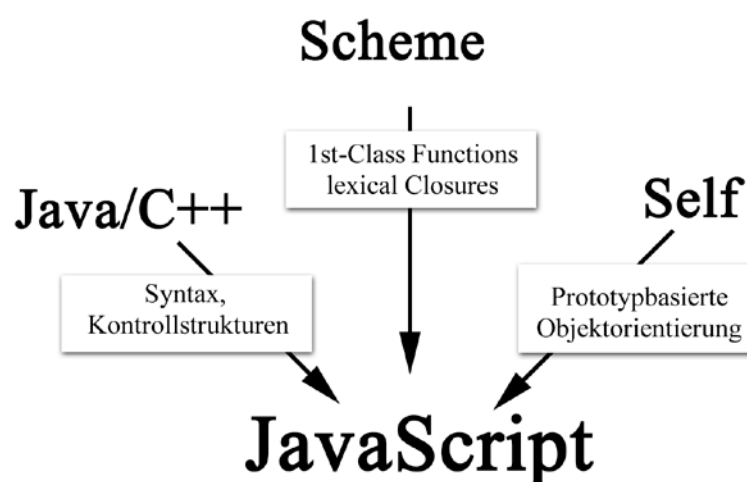 Scheme
1st-Class Functions
lexical Closures
Java/C++
Self
Syntax,
Kontrollstrukturen
Prototypbasierte
Objektorientierung
JavaScript